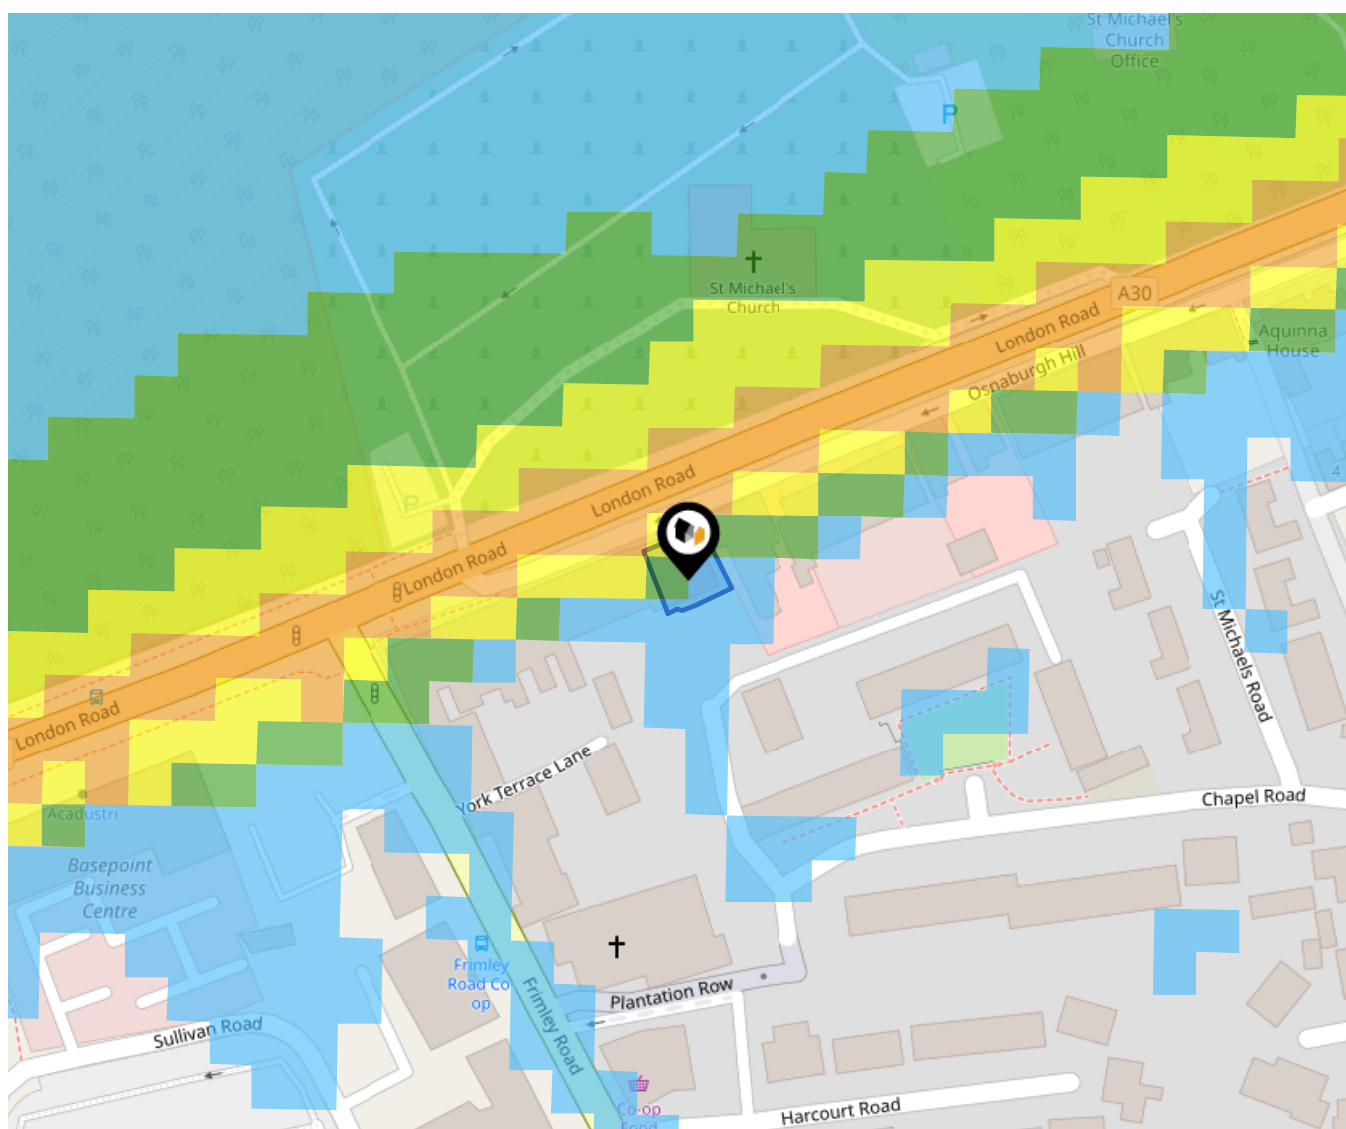 St Michael's
Church
Office
P
A30
London Road
St Michael's
Church
Aquinna
House
Osnaburgh Hill
London Road
4
P
London Road
St Michaels Road
London Road
York Terrace Lane
Chapel Road
Acadustri
Basepoint
Business
Centre
Frimley
Road Co
op
Frimley Road
Plantation Row
Sullivan Road
Co-op
Food
Harcourt Road